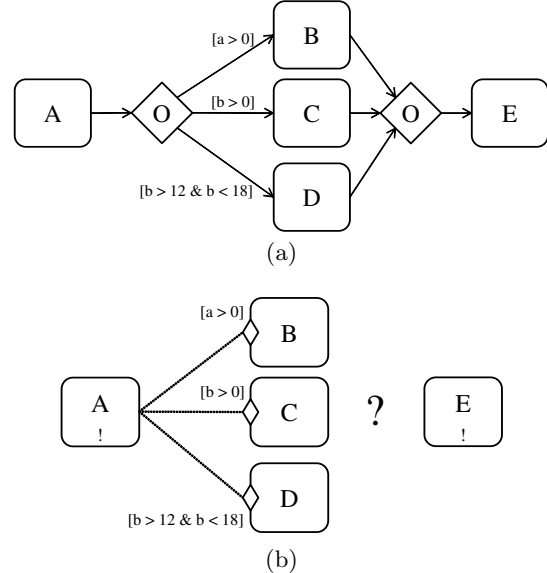 [a > 0]
B
A
O
[b > 0]
C
O
E
[b > 12 & b < 18]
D
(a)
[a > 0]
B
A
!
[b > 0]
C
?
E
!
D
[b > 12 & b < 18]
(b)